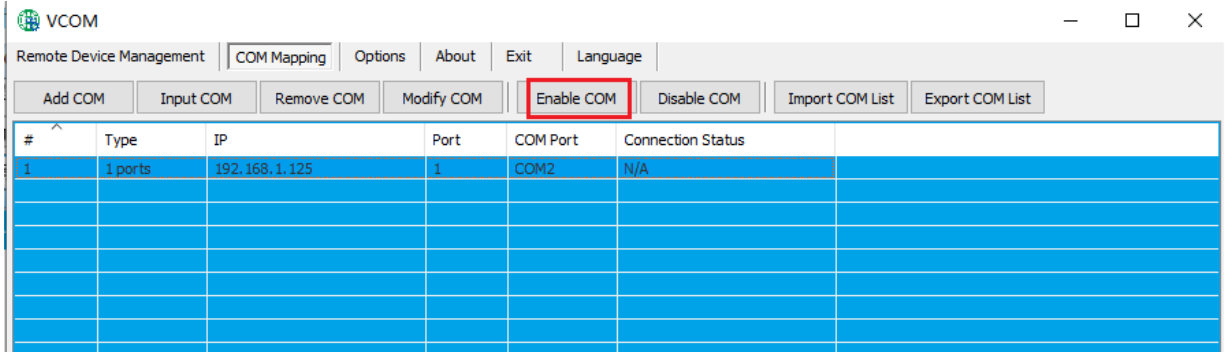 VCOM
Remote Device Management COM Mapping Options About Exit Language
Add COM Input COM Remove COM Modify COM Enable COM Disable COM Import COM List Export COM List
# Type IP Port COM Port Connection Status
1 1 ports 192.168.1.125 1 COM2 N/A